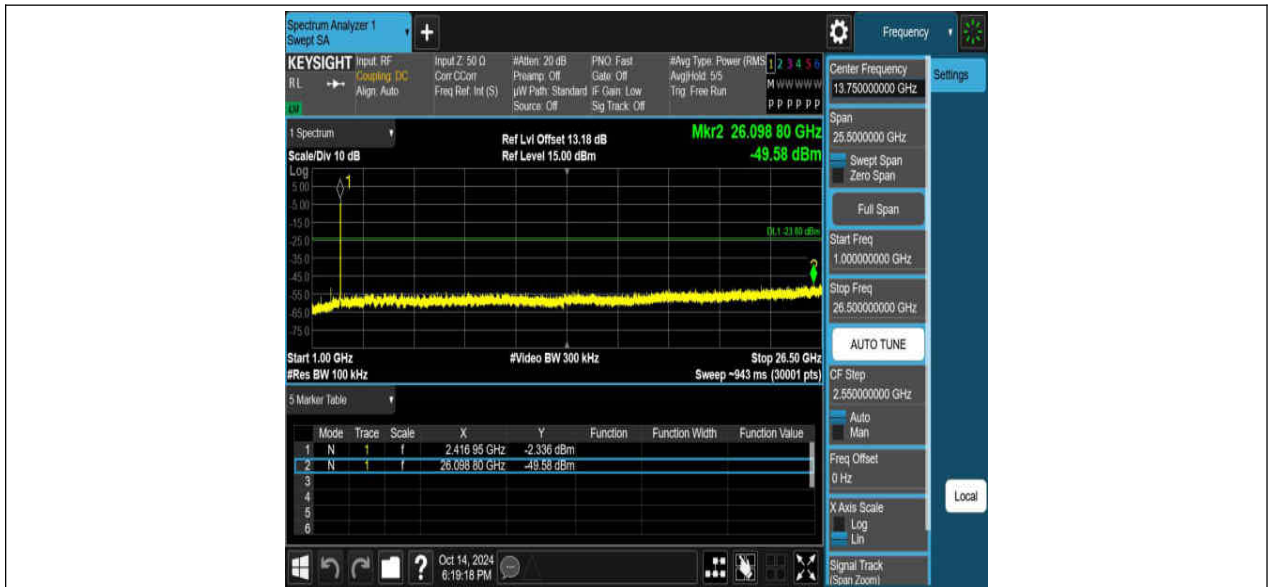 Spectrum Analyzer 1
Swept SA
+
Frequency
KEYSIGHT
RL
Input: RF
Coupling: DC
Align: Auto
Input Z: 50 Ω
Corr CCorr
Freq Ref: Int (S)
#Atten: 20 dB
Preamp: Off
µW Path: Standard
Source: Off
PNO: Fast
Gate: Off
IF Gain: Low
Sig Track: Off
#Avg Type: Power (RMS
Avg|Hold: 5/5
Trig: Free Run
1 2 3 4 5 6
M W W W W W
P P P P P P
1 Spectrum
Scale/Div 10 dB
Ref Lvl Offset 13.18 dB
Ref Level 15.00 dBm
Mkr2 26.098 80 GHz
-49.58 dBm
Log
5.00
-5.00
-15.0
-25.0
-35.0
-45.0
-55.0
-65.0
-75.0
1
2
Start 1.00 GHz
#Res BW 100 kHz
#Video BW 300 kHz
Stop 26.50 GHz
Sweep ~943 ms (30001 pts)
5 Marker Table
Mode Trace Scale X Y Function Function Width Function Value
1 N 1 f 2.416 95 GHz -2.336 dBm
2 N 1 f 26.098 80 GHz -49.58 dBm
3
4
5
6
?
Oct 14, 2024
6:19:18 PM
Center Frequency
13.750000000 GHz
Settings
Span
25.5000000 GHz
Swept Span
Zero Span
Full Span
Start Freq
1.000000000 GHz
Stop Freq
26.500000000 GHz
AUTO TUNE
CF Step
2.550000000 GHz
Auto
Man
Freq Offset
0 Hz
X Axis Scale
Log
Lin
Local
Signal Track
(Span Zoom)